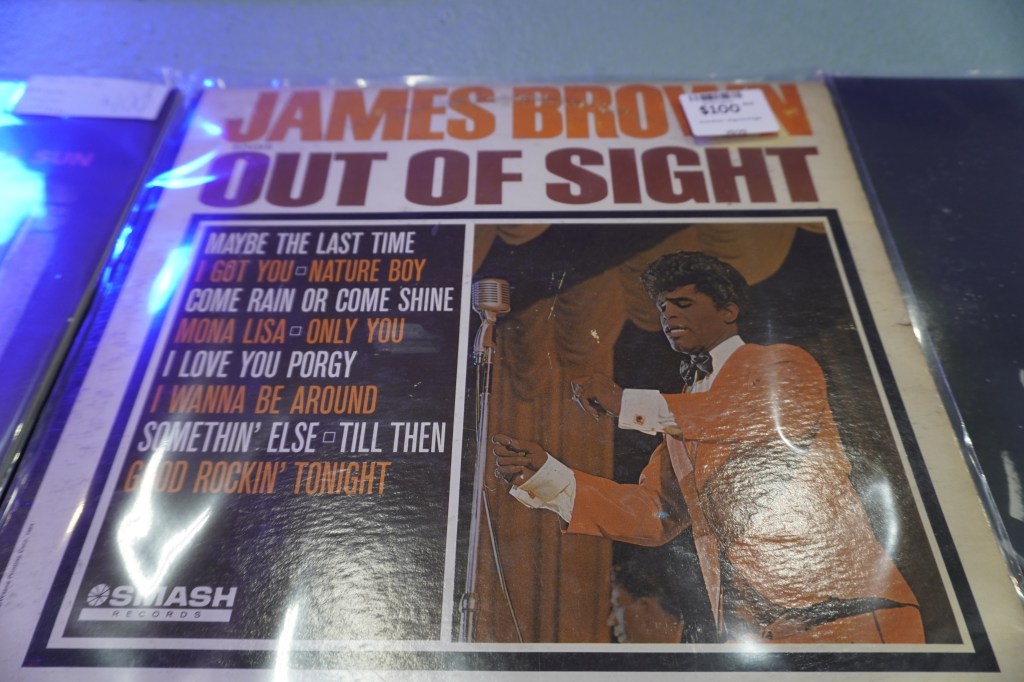 JAMES BROWN
$100
OUT OF SIGHT
MAYBE THE LAST TIME
I GOT YOU▫NATURE BOY
COME RAIN OR COME SHINE
MONA LISA▫ONLY YOU
I LOVE YOU PORGY
I WANNA BE AROUND
SOMETHIN' ELSE▫TILL THEN
GOOD ROCKIN' TONIGHT
SMASH
RECORDS
SUN